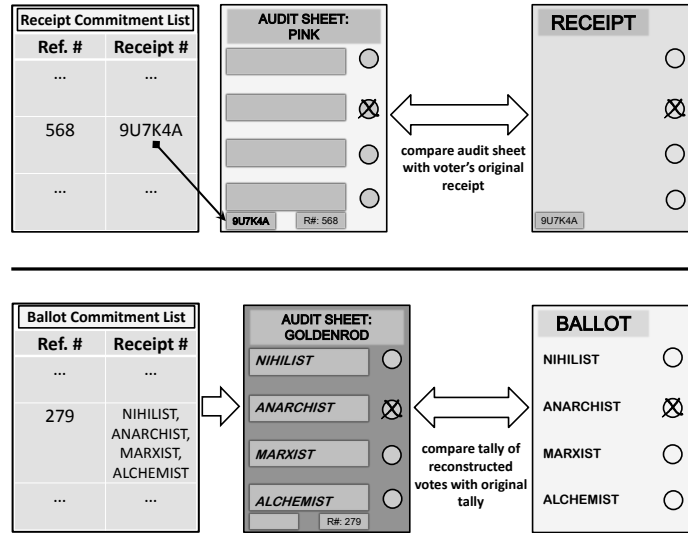 Receipt Commitment List
Ref. # Receipt #
... ...
568 9U7K4A
... ...
AUDIT SHEET:
PINK
9U7K4A R#: 568
compare audit sheet
with voter's original
receipt
RECEIPT
9U7K4A
Ballot Commitment List
Ref. # Receipt #
... ...
279 NIHILIST,
ANARCHIST,
MARXIST,
ALCHEMIST
... ...
AUDIT SHEET:
GOLDENROD
NIHILIST
ANARCHIST
MARXIST
ALCHEMIST
R#: 279
compare tally of
reconstructed
votes with original
tally
BALLOT
NIHILIST
ANARCHIST
MARXIST
ALCHEMIST